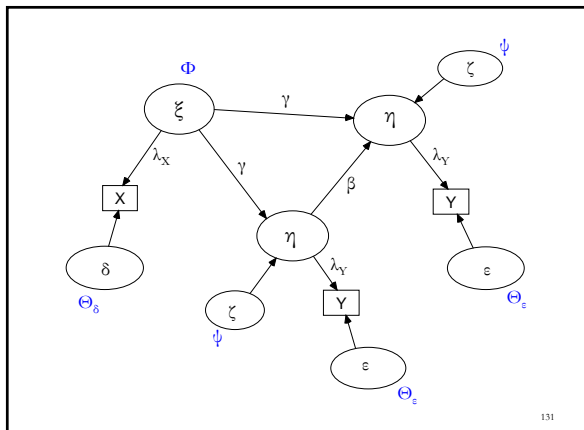 Φ
ψ
ζ
ξ
γ
η
λX
λY
γ
β
X
Y
η
δ
λY
ε
Θδ
ζ
Y
Θε
ψ
ε
Θε
131